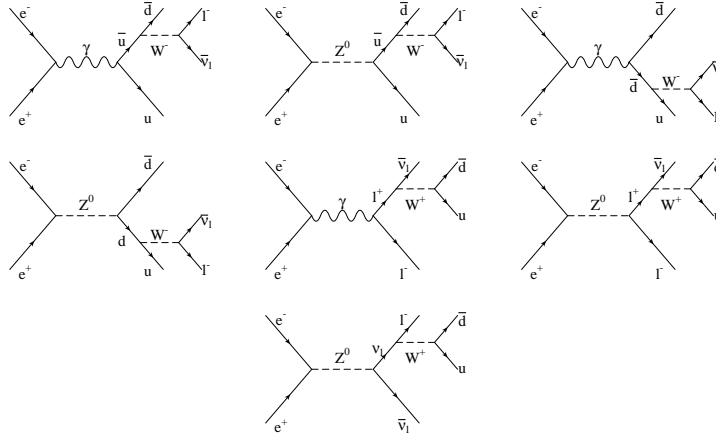 e⁻ γ u̅ d̅ W⁻ l⁻ ν̅ₗ u e⁺
e⁻ Z⁰ u̅ d̅ W⁻ l⁻ ν̅ₗ u e⁺
e⁻ γ d̅ d̅ W⁻ u e⁺
e⁻ Z⁰ d d̅ W⁻ ν̅ₗ l⁻ u e⁺
e⁻ γ l⁺ ν̅ₗ W⁺ d̅ u l⁻ e⁺
e⁻ Z⁰ l⁺ ν̅ₗ W⁺ l⁻ e⁺
e⁻ Z⁰ νₗ l⁻ W⁺ d̅ u ν̅ₗ e⁺